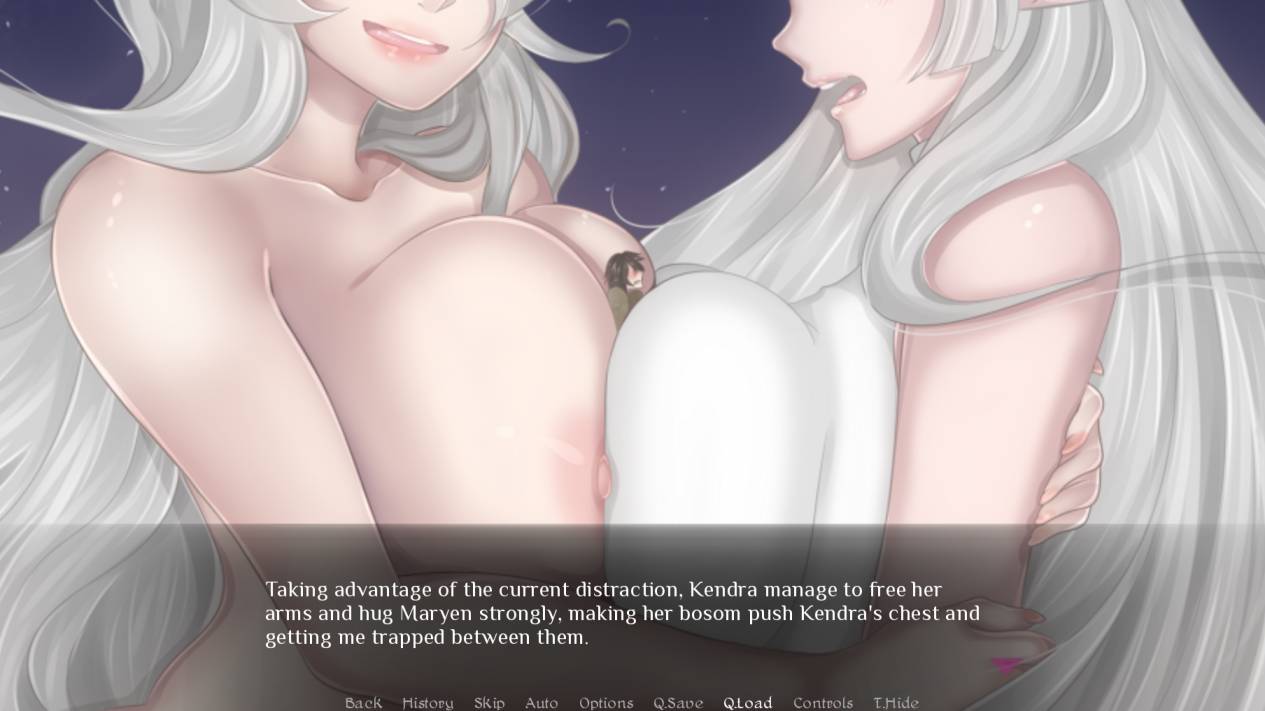 Taking advantage of the current distraction, Kendra manage to free her
arms and hug Maryen strongly, making her bosom push Kendra's chest and
getting me trapped between them.
Back History Skip Auto Options Q.Save Q.Load Controls T.Hide